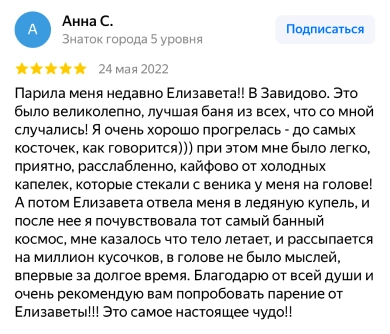 А
Анна С.
Знаток города 5 уровня
Подписаться
24 мая 2022
Парила меня недавно Елизавета!! В Завидово. Это
было великолепно, лучшая баня из всех, что со мной
случались! Я очень хорошо прогрелась - до самых
косточек, как говорится))) при этом мне было легко,
приятно, расслабленно, кайфово от холодных
капелек, которые стекали с веника у меня на голове!
А потом Елизавета отвела меня в ледяную купель, и
после нее я почувствовала тот самый банный
космос, мне казалось что тело летает, и рассыпается
на миллион кусочков, в голове не было мыслей,
впервые за долгое время. Благодарю от всей души и
очень рекомендую вам попробовать парение от
Елизаветы!!! Это самое настоящее чудо!!